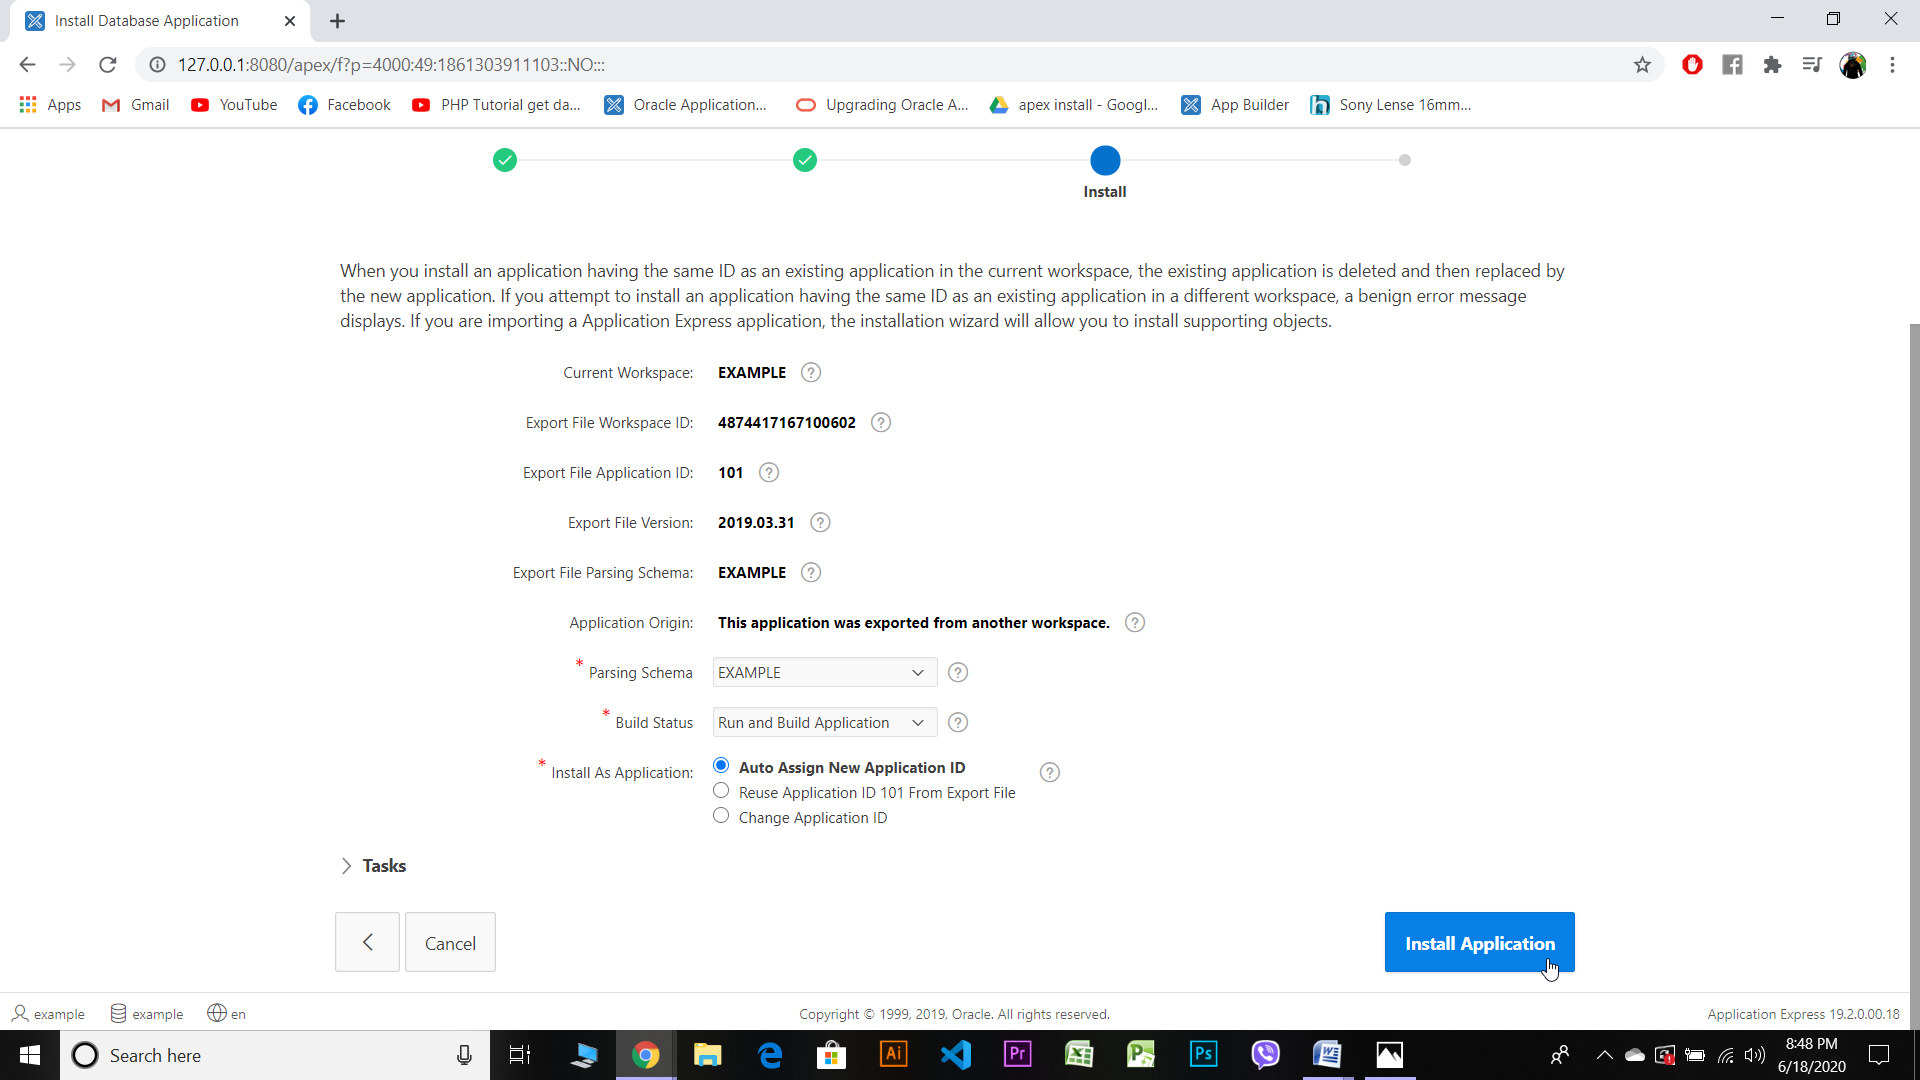 Install Database Application
127.0.0.1:8080/apex/f?p=4000:49:1861303911103::NO:::
Apps Gmail YouTube Facebook PHP Tutorial get da... Oracle Application... Upgrading Oracle A... apex install - Googl... App Builder Sony Lense 16mm...
Install
When you install an application having the same ID as an existing application in the current workspace, the existing application is deleted and then replaced by
the new application. If you attempt to install an application having the same ID as an existing application in a different workspace, a benign error message
displays. If you are importing a Application Express application, the installation wizard will allow you to install supporting objects.
Current Workspace: EXAMPLE ?
Export File Workspace ID: 4874417167100602 ?
Export File Application ID: 101 ?
Export File Version: 2019.03.31 ?
Export File Parsing Schema: EXAMPLE ?
Application Origin: This application was exported from another workspace. ?
* Parsing Schema EXAMPLE ?
* Build Status Run and Build Application ?
* Install As Application: Auto Assign New Application ID ?
Reuse Application ID 101 From Export File
Change Application ID
Tasks
Cancel Install Application
example example en Copyright © 1999, 2019, Oracle. All rights reserved. Application Express 19.2.0.00.18
Search here Ai Pr Ps 8:48 PM
6/18/2020